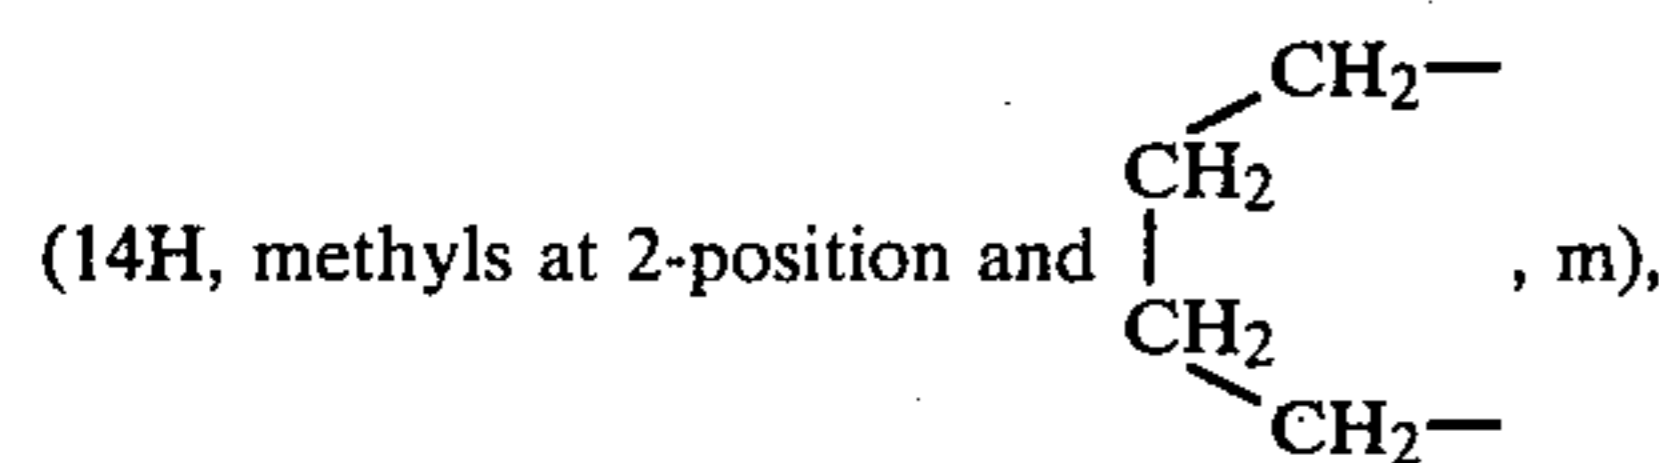 CH₂—
CH₂
(14H, methyls at 2-position and , m),
CH₂
CH₂—